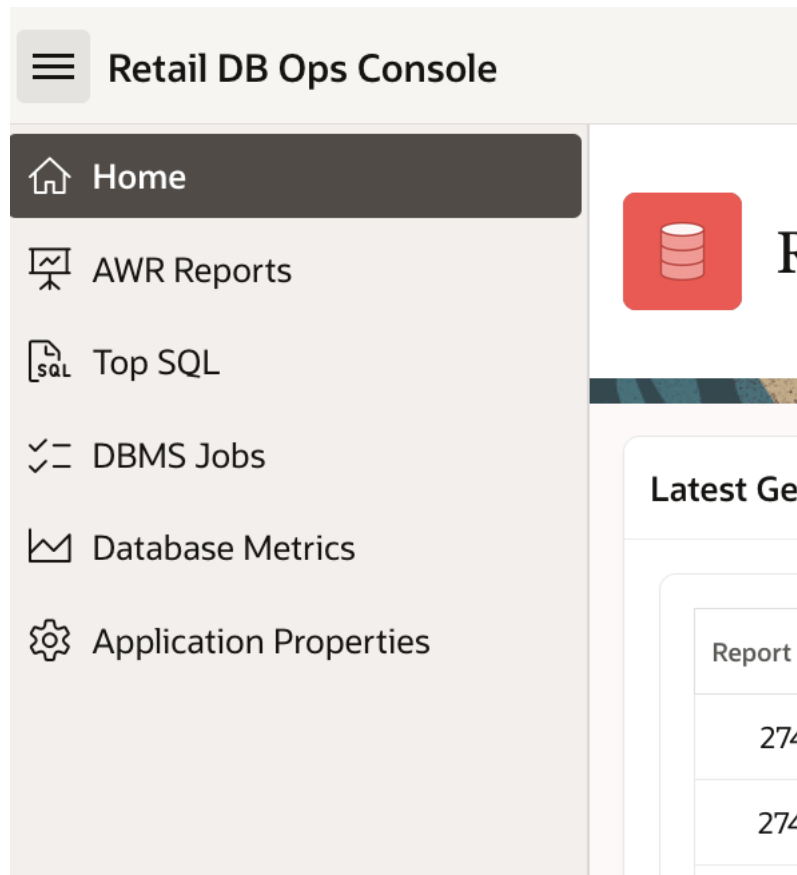 Retail DB Ops Console
Home
AWR Reports
SQL
Top SQL
DBMS Jobs
Database Metrics
Application Properties
R
Latest Ge
Report
274
274